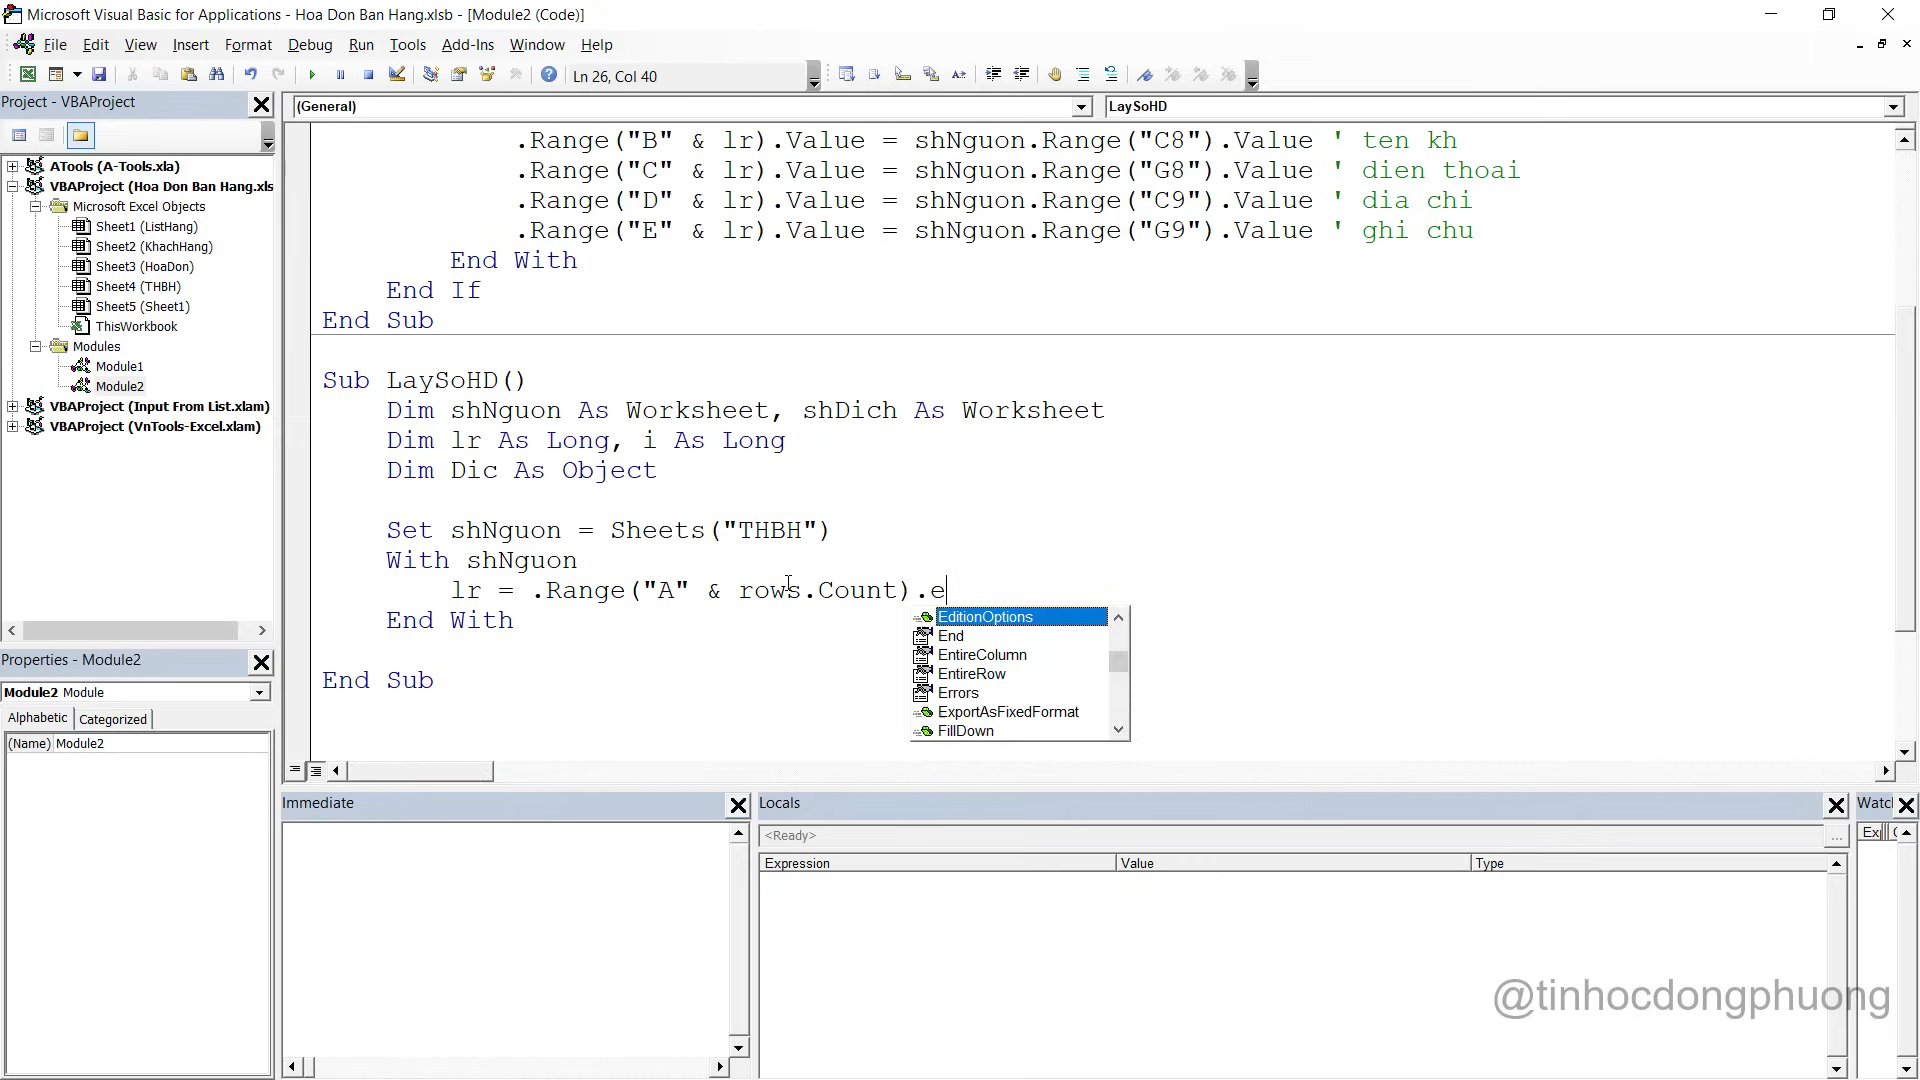 Microsoft Visual Basic for Applications - Hoa Don Ban Hang.xlsb - [Module2 (Code)]
File Edit View Insert Format Debug Run Tools Add-Ins Window Help
Ln 26, Col 40
Project - VBAProject
(General) LaySoHD
ATools (A-Tools.xla)
VBAProject (Hoa Don Ban Hang.xls
Microsoft Excel Objects
Sheet1 (ListHang)
Sheet2 (KhachHang)
Sheet3 (HoaDon)
Sheet4 (THBH)
Sheet5 (Sheet1)
ThisWorkbook
Modules
Module1
Module2
VBAProject (Input From List.xlam)
VBAProject (VnTools-Excel.xlam)
.Range("B" & lr).Value = shNguon.Range("C8").Value ' ten kh
.Range("C" & lr).Value = shNguon.Range("G8").Value ' dien thoai
.Range("D" & lr).Value = shNguon.Range("C9").Value ' dia chi
.Range("E" & lr).Value = shNguon.Range("G9").Value ' ghi chu
End With
End If
End Sub
Sub LaySoHD()
Dim shNguon As Worksheet, shDich As Worksheet
Dim lr As Long, i As Long
Dim Dic As Object
Set shNguon = Sheets("THBH")
With shNguon
lr = .Range("A" & rows.Count).e
End With
End Sub
EditionOptions
End
EntireColumn
EntireRow
Errors
ExportAsFixedFormat
FillDown
Properties - Module2
Module2 Module
Alphabetic Categorized
(Name) Module2
Immediate
Locals
<Ready>
...
Expression Value Type
Watc
Exp
@tinhocdongphuong